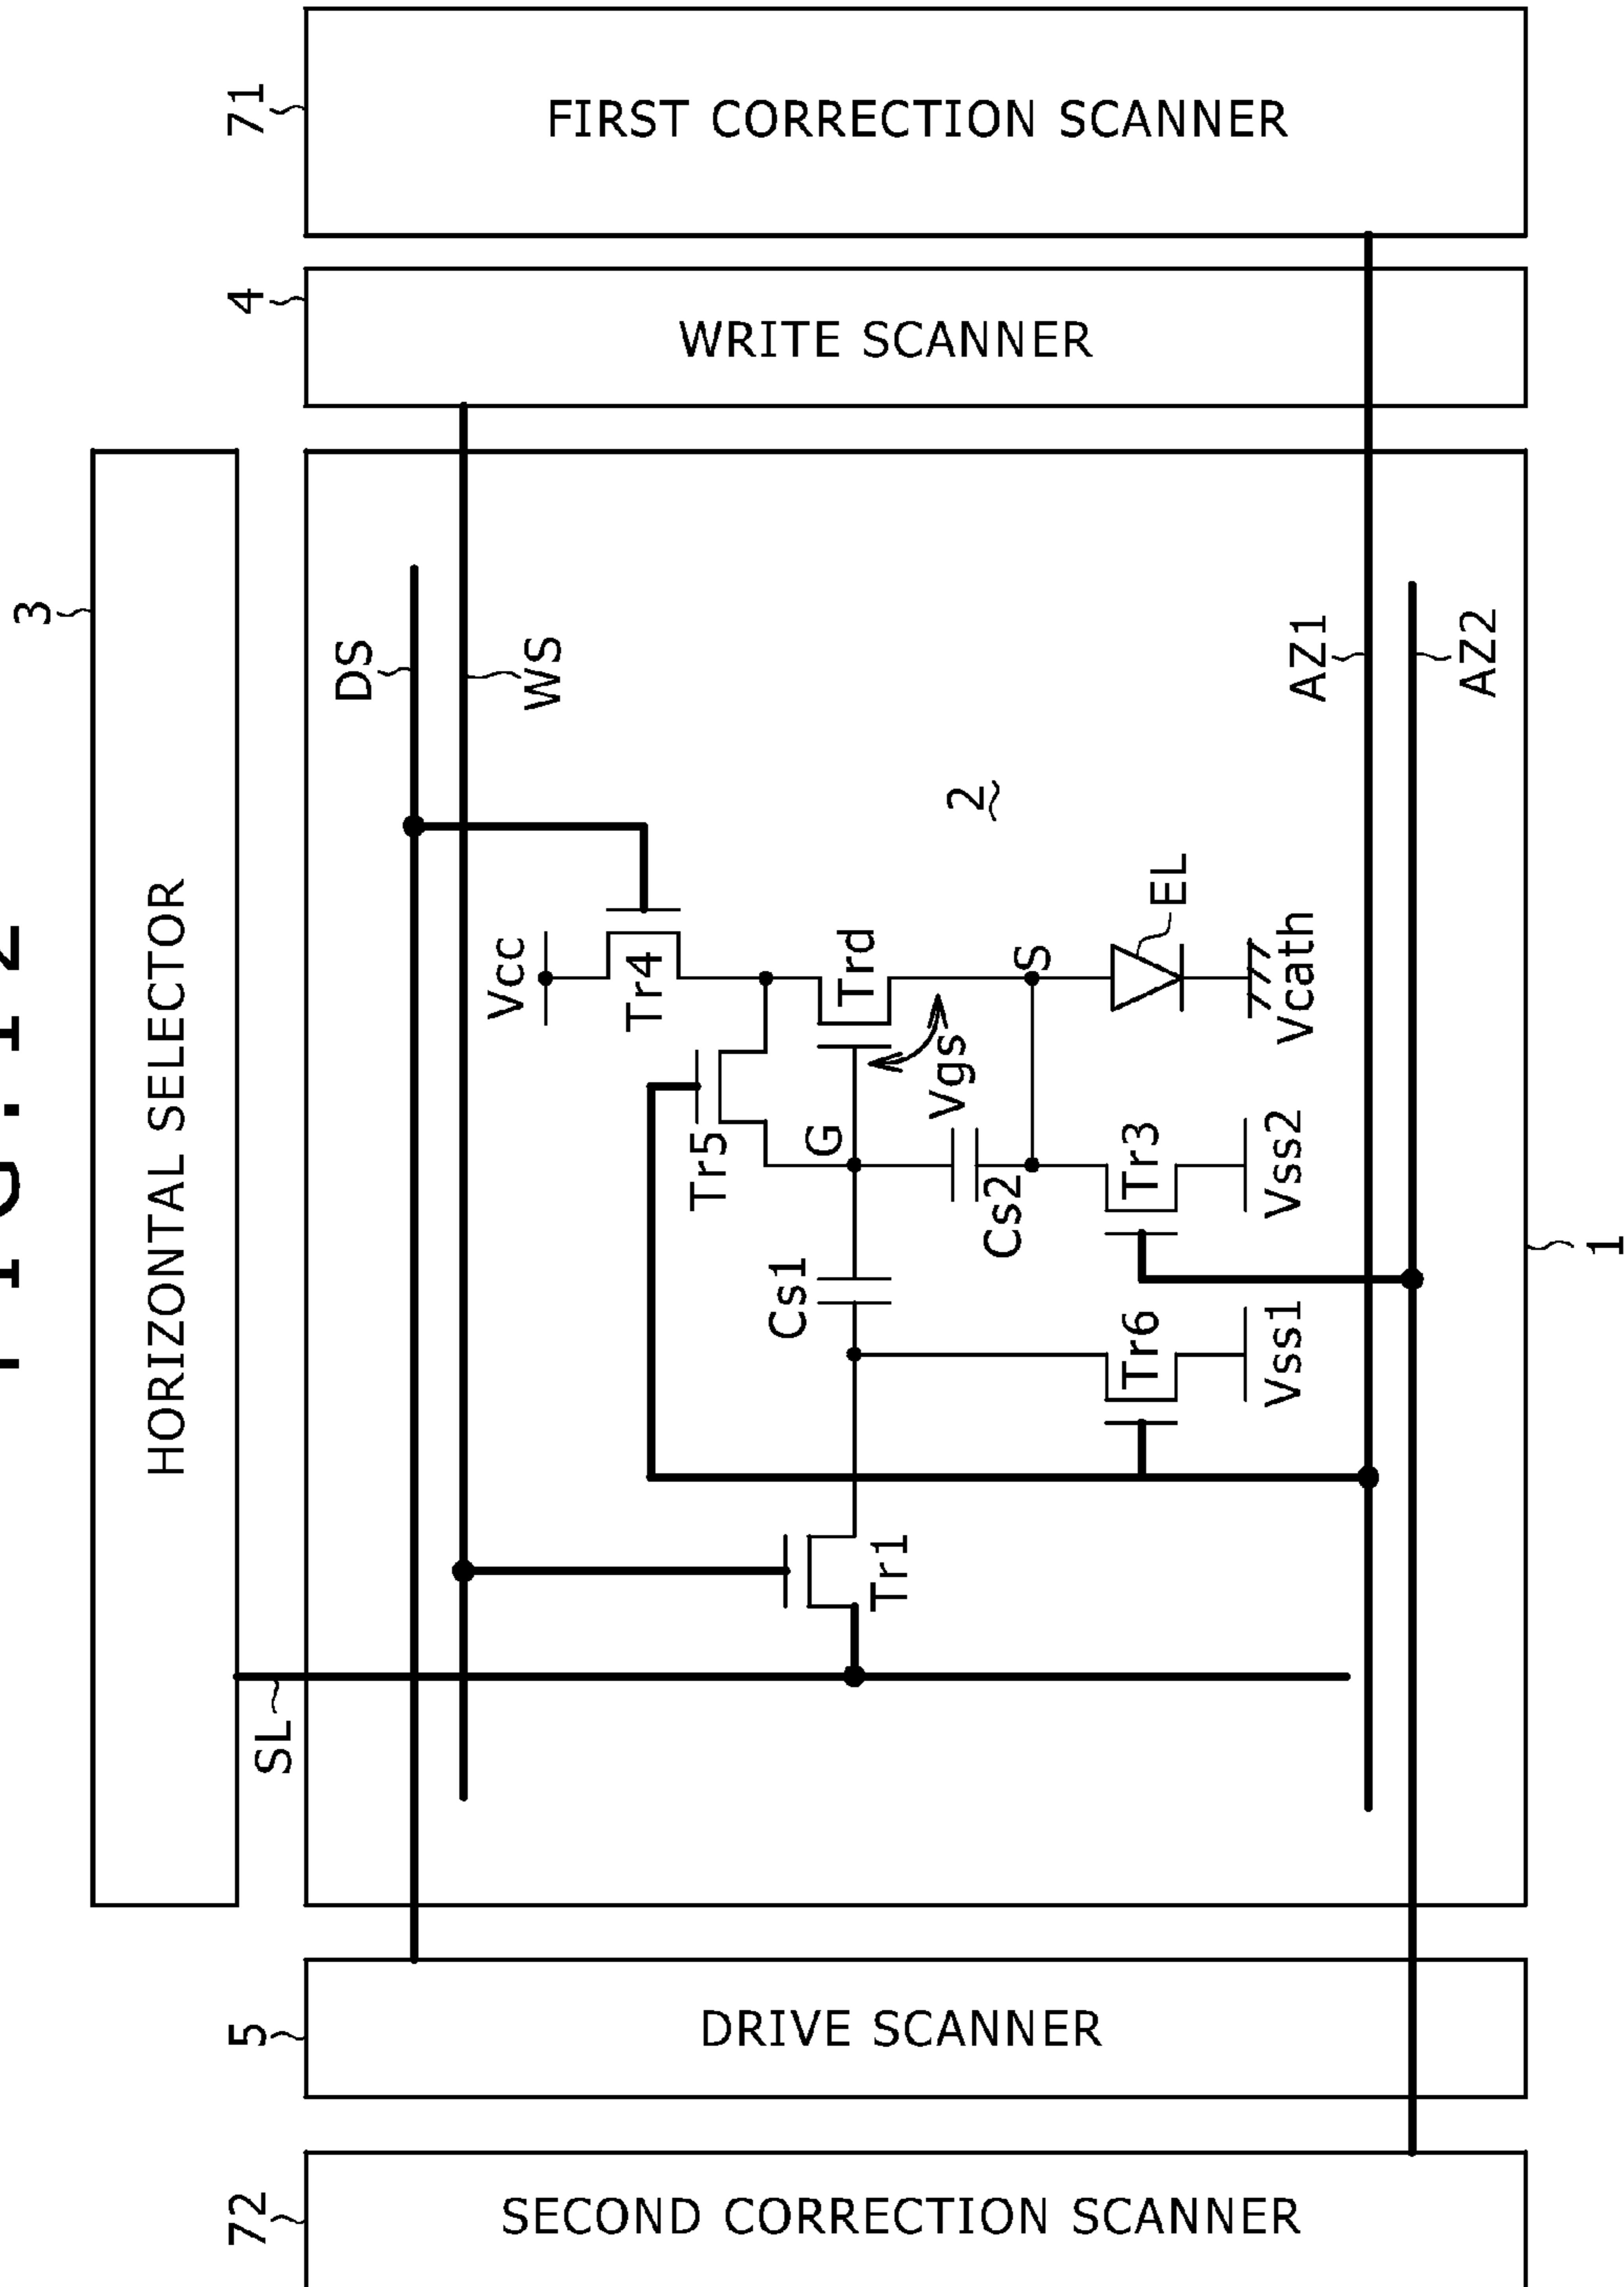 FIG.12
3
HORIZONTAL SELECTOR
72
5
SL
4
71
DS
WS
Vcc
Tr4
Tr5
Trd
G
Cs1
Vgs
Tr1
2
Cs2
S
EL
Tr6
Tr3
Vss1
Vss2
Vcath
AZ1
AZ2
1
SECOND CORRECTION SCANNER
DRIVE SCANNER
WRITE SCANNER
FIRST CORRECTION SCANNER